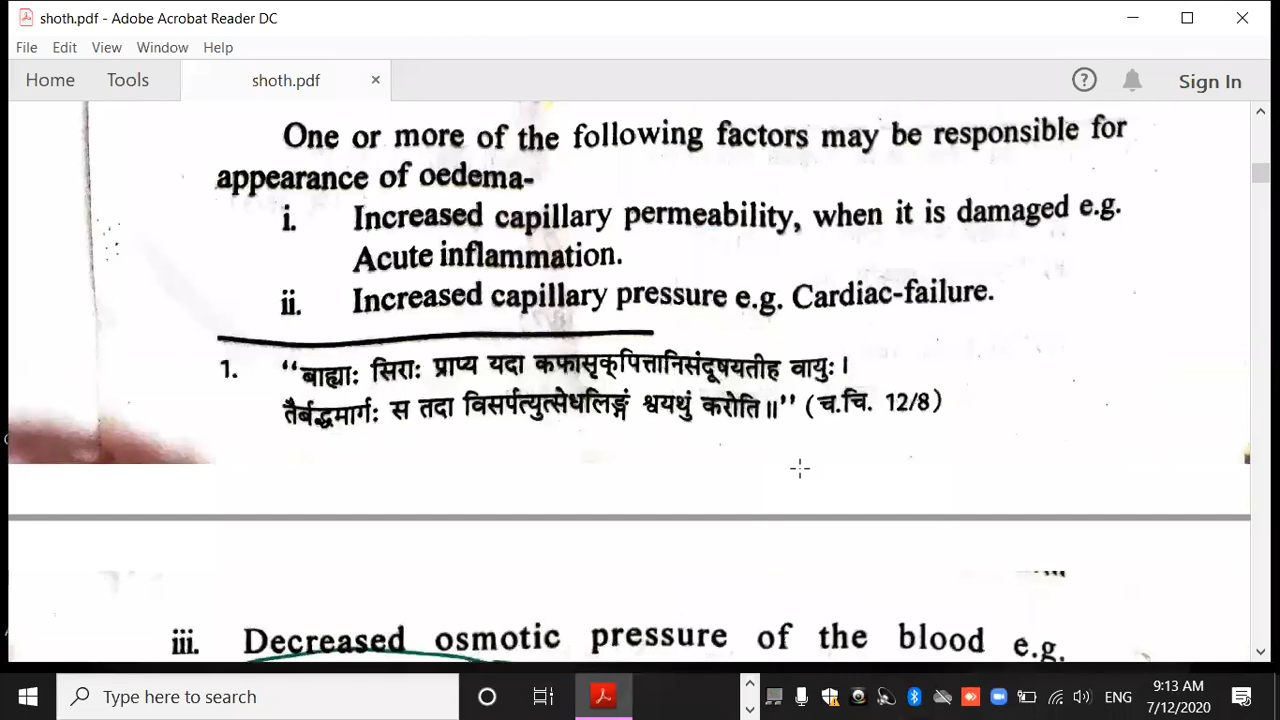 shoth.pdf - Adobe Acrobat Reader DC
File Edit View Window Help
Home Tools shoth.pdf × Sign In
One or more of the following factors may be responsible for
appearance of oedema-
i. Increased capillary permeability, when it is damaged e.g.
Acute inflammation.
ii. Increased capillary pressure e.g. Cardiac-failure.
1. “बाह्याः सिराः प्राप्य यदा कफासृक्पित्तानिसंदूषयतीह वायुः।
तैर्बद्धमार्गः स तदा विसर्पत्युत्सेधलिङ्गं श्वयथुं करोति॥” (च.चि. 12/8)
iii. Decreased osmotic pressure of the blood e.g.
Type here to search
ENG
9:13 AM
7/12/2020